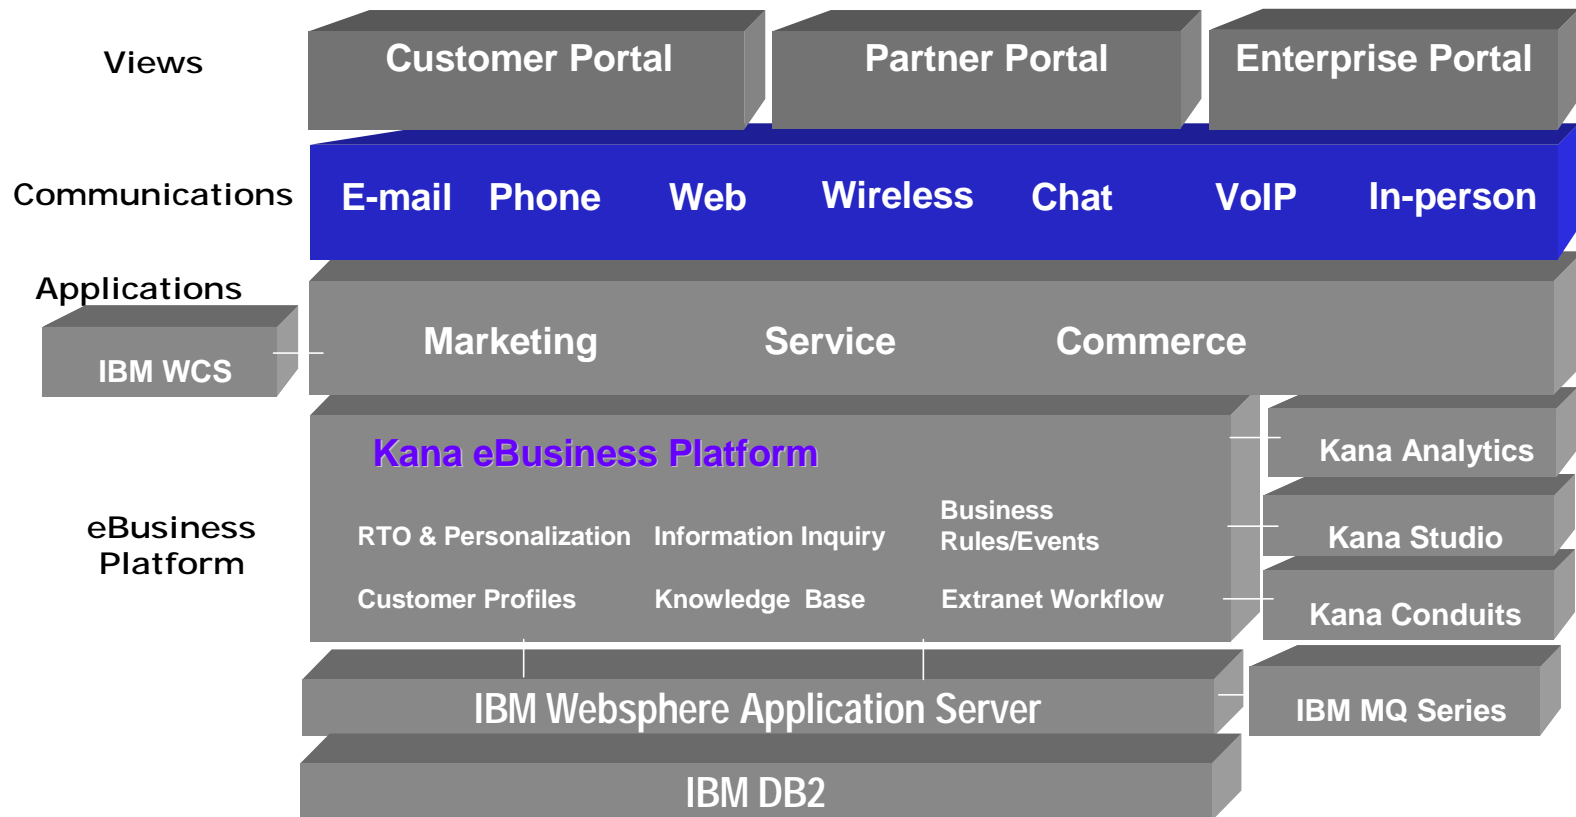 Views
Customer Portal
Partner Portal
Enterprise Portal
Communications
E-mail
Phone
Web
Wireless
Chat
VoIP
In-person
Applications
Marketing
Service
Commerce
IBM WCS
Kana eBusiness Platform
Kana Analytics
eBusiness
Platform
RTO & Personalization
Information Inquiry
Business
Rules/Events
Kana Studio
Customer Profiles
Knowledge Base
Extranet Workflow
Kana Conduits
IBM Websphere Application Server
IBM MQ Series
IBM DB2